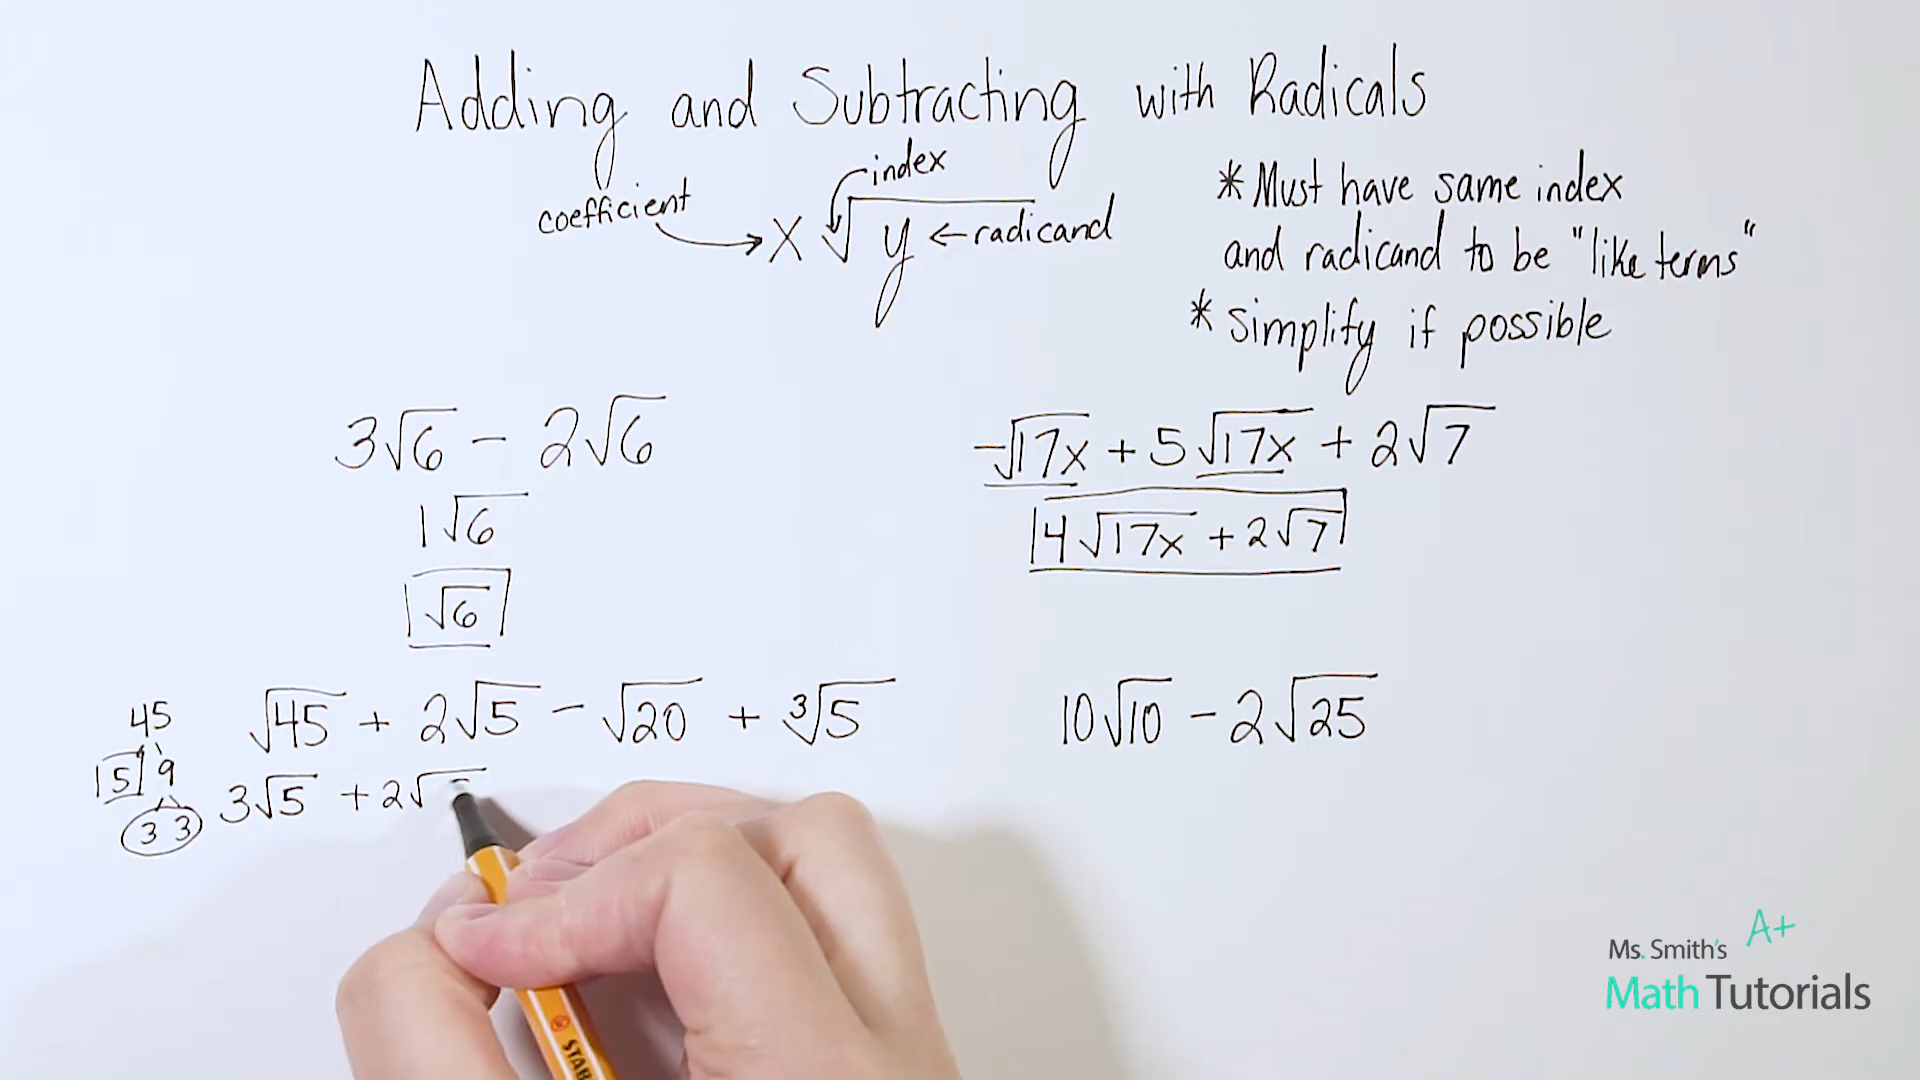 Adding and Subtracting with Radicals
coefficient
index
x √y ← radicand
* Must have same index
and radicand to be "like terms"
* Simplify if possible
3√6 − 2√6
1√6
√6
−√17x + 5√17x + 2√7
4√17x + 2√7
45
5 9
3 3
√45 + 2√5 − √20 + ³√5
3√5 + 2√
10√10 − 2√25
STAB
Ms. Smith's A+
Math Tutorials